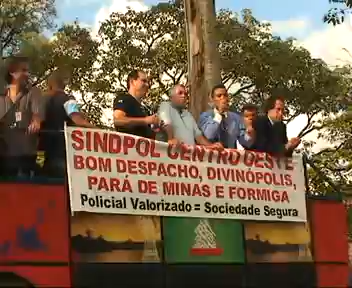 SINDPOL CENTRO OESTE
BOM DESPACHO, DIVINÓPOLIS,
PARÁ DE MINAS E FORMIGA
Policial Valorizado = Sociedade Segura